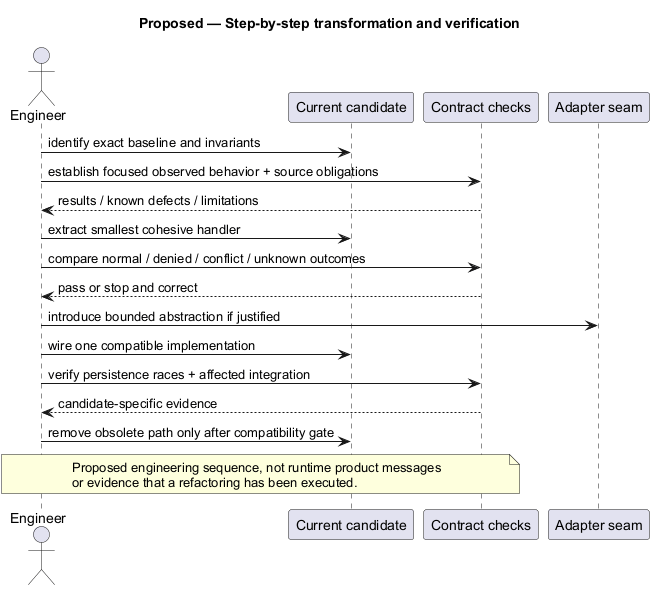 Proposed — Step-by-step transformation and verification
Engineer
Current candidate
Contract checks
Adapter seam
identify exact baseline and invariants
establish focused observed behavior + source obligations
results / known defects / limitations
extract smallest cohesive handler
compare normal / denied / conflict / unknown outcomes
pass or stop and correct
introduce bounded abstraction if justified
wire one compatible implementation
verify persistence races + affected integration
candidate-specific evidence
remove obsolete path only after compatibility gate
Proposed engineering sequence, not runtime product messages
or evidence that a refactoring has been executed.
Engineer
Current candidate
Contract checks
Adapter seam